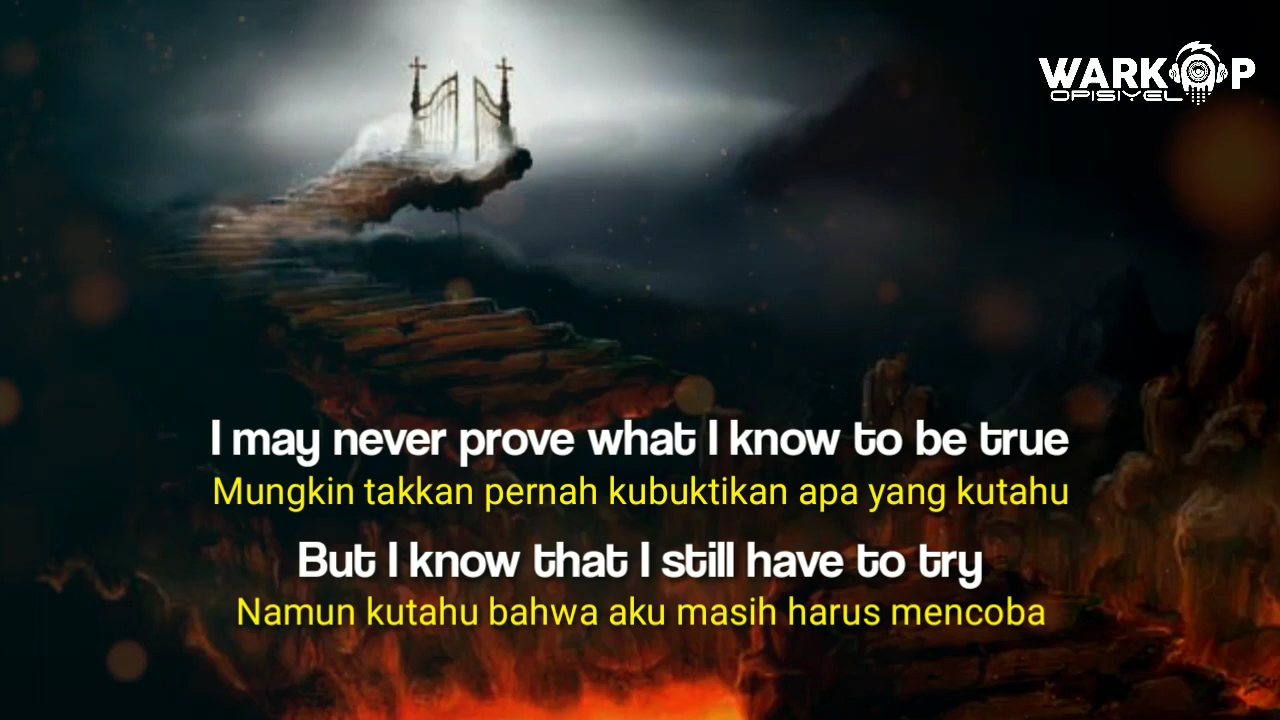 WARKOP
OPISIYEL
I may never prove what I know to be true
Mungkin takkan pernah kubuktikan apa yang kutahu
But I know that I still have to try
Namun kutahu bahwa aku masih harus mencoba